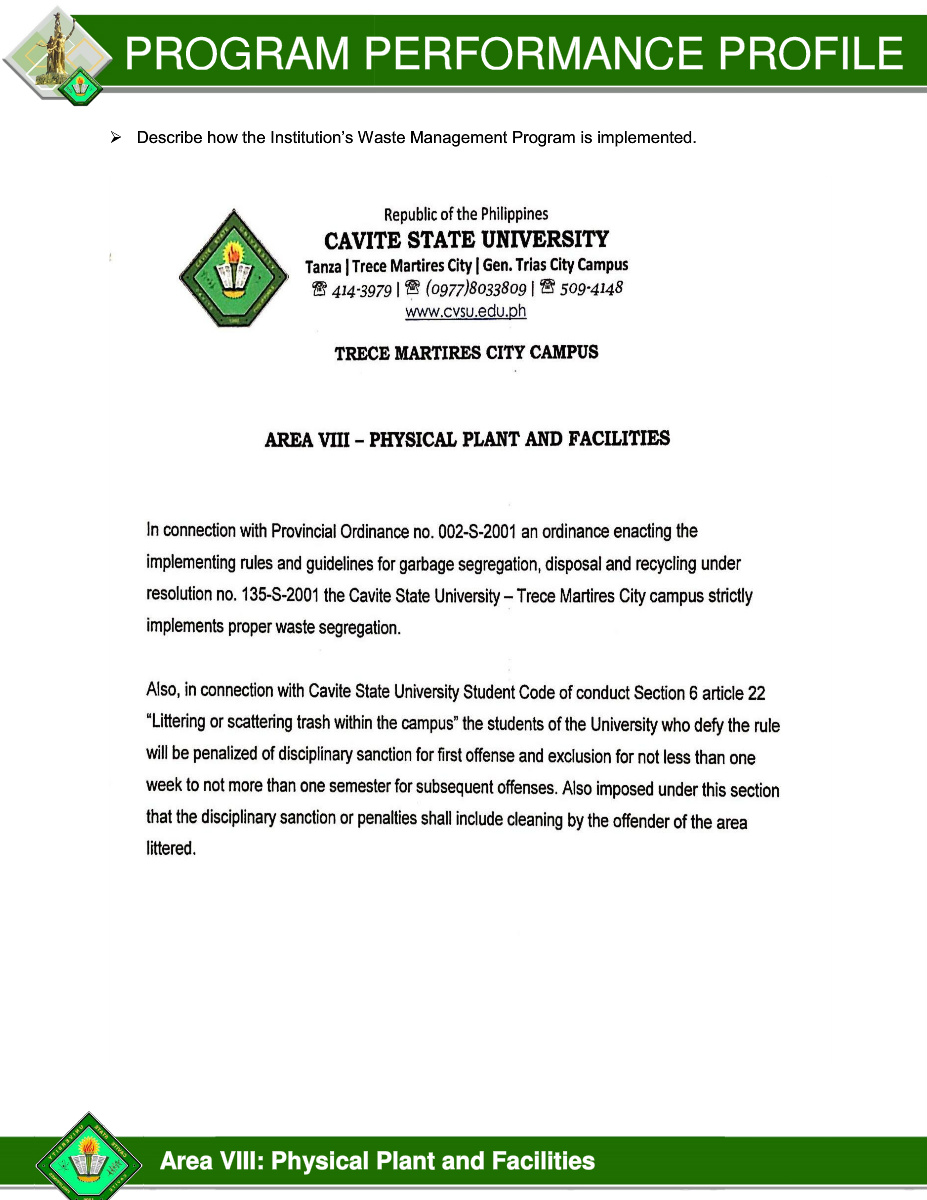 PROGRAM PERFORMANCE PROFILE
➢ Describe how the Institution's Waste Management Program is implemented.
Republic of the Philippines
CAVITE STATE UNIVERSITY
Tanza | Trece Martires City | Gen. Trias City Campus
☏ 414-3979 | ☏ (0977)8033809 | ☏ 509-4148
www.cvsu.edu.ph
TRECE MARTIRES CITY CAMPUS
AREA VIII – PHYSICAL PLANT AND FACILITIES
In connection with Provincial Ordinance no. 002-S-2001 an ordinance enacting the
implementing rules and guidelines for garbage segregation, disposal and recycling under
resolution no. 135-S-2001 the Cavite State University – Trece Martires City campus strictly
implements proper waste segregation.
Also, in connection with Cavite State University Student Code of conduct Section 6 article 22
"Littering or scattering trash within the campus" the students of the University who defy the rule
will be penalized of disciplinary sanction for first offense and exclusion for not less than one
week to not more than one semester for subsequent offenses. Also imposed under this section
that the disciplinary sanction or penalties shall include cleaning by the offender of the area
littered.
Area VIII: Physical Plant and Facilities